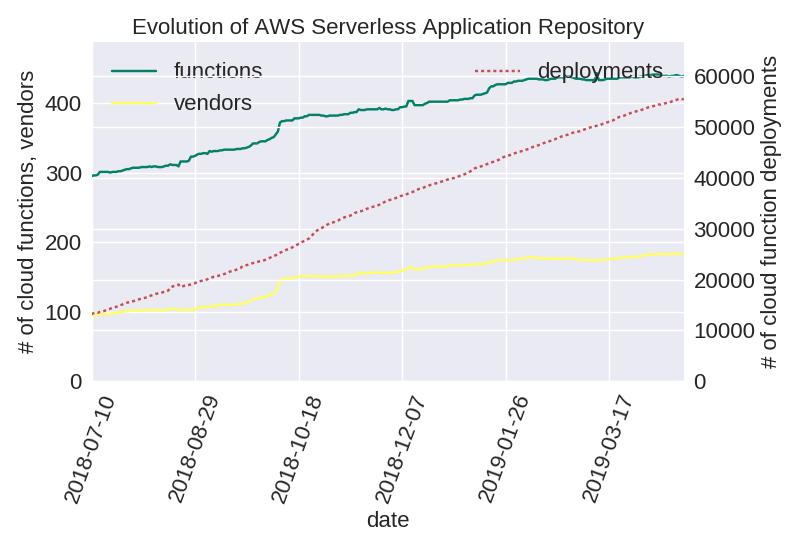 Evolution of AWS Serverless Application Repository
functions
vendors
deployments
# of cloud functions, vendors
400
300
200
100
0
60000
50000
40000
30000
20000
10000
0
# of cloud function deployments
2018-07-10
2018-08-29
2018-10-18
2018-12-07
2019-01-26
2019-03-17
date